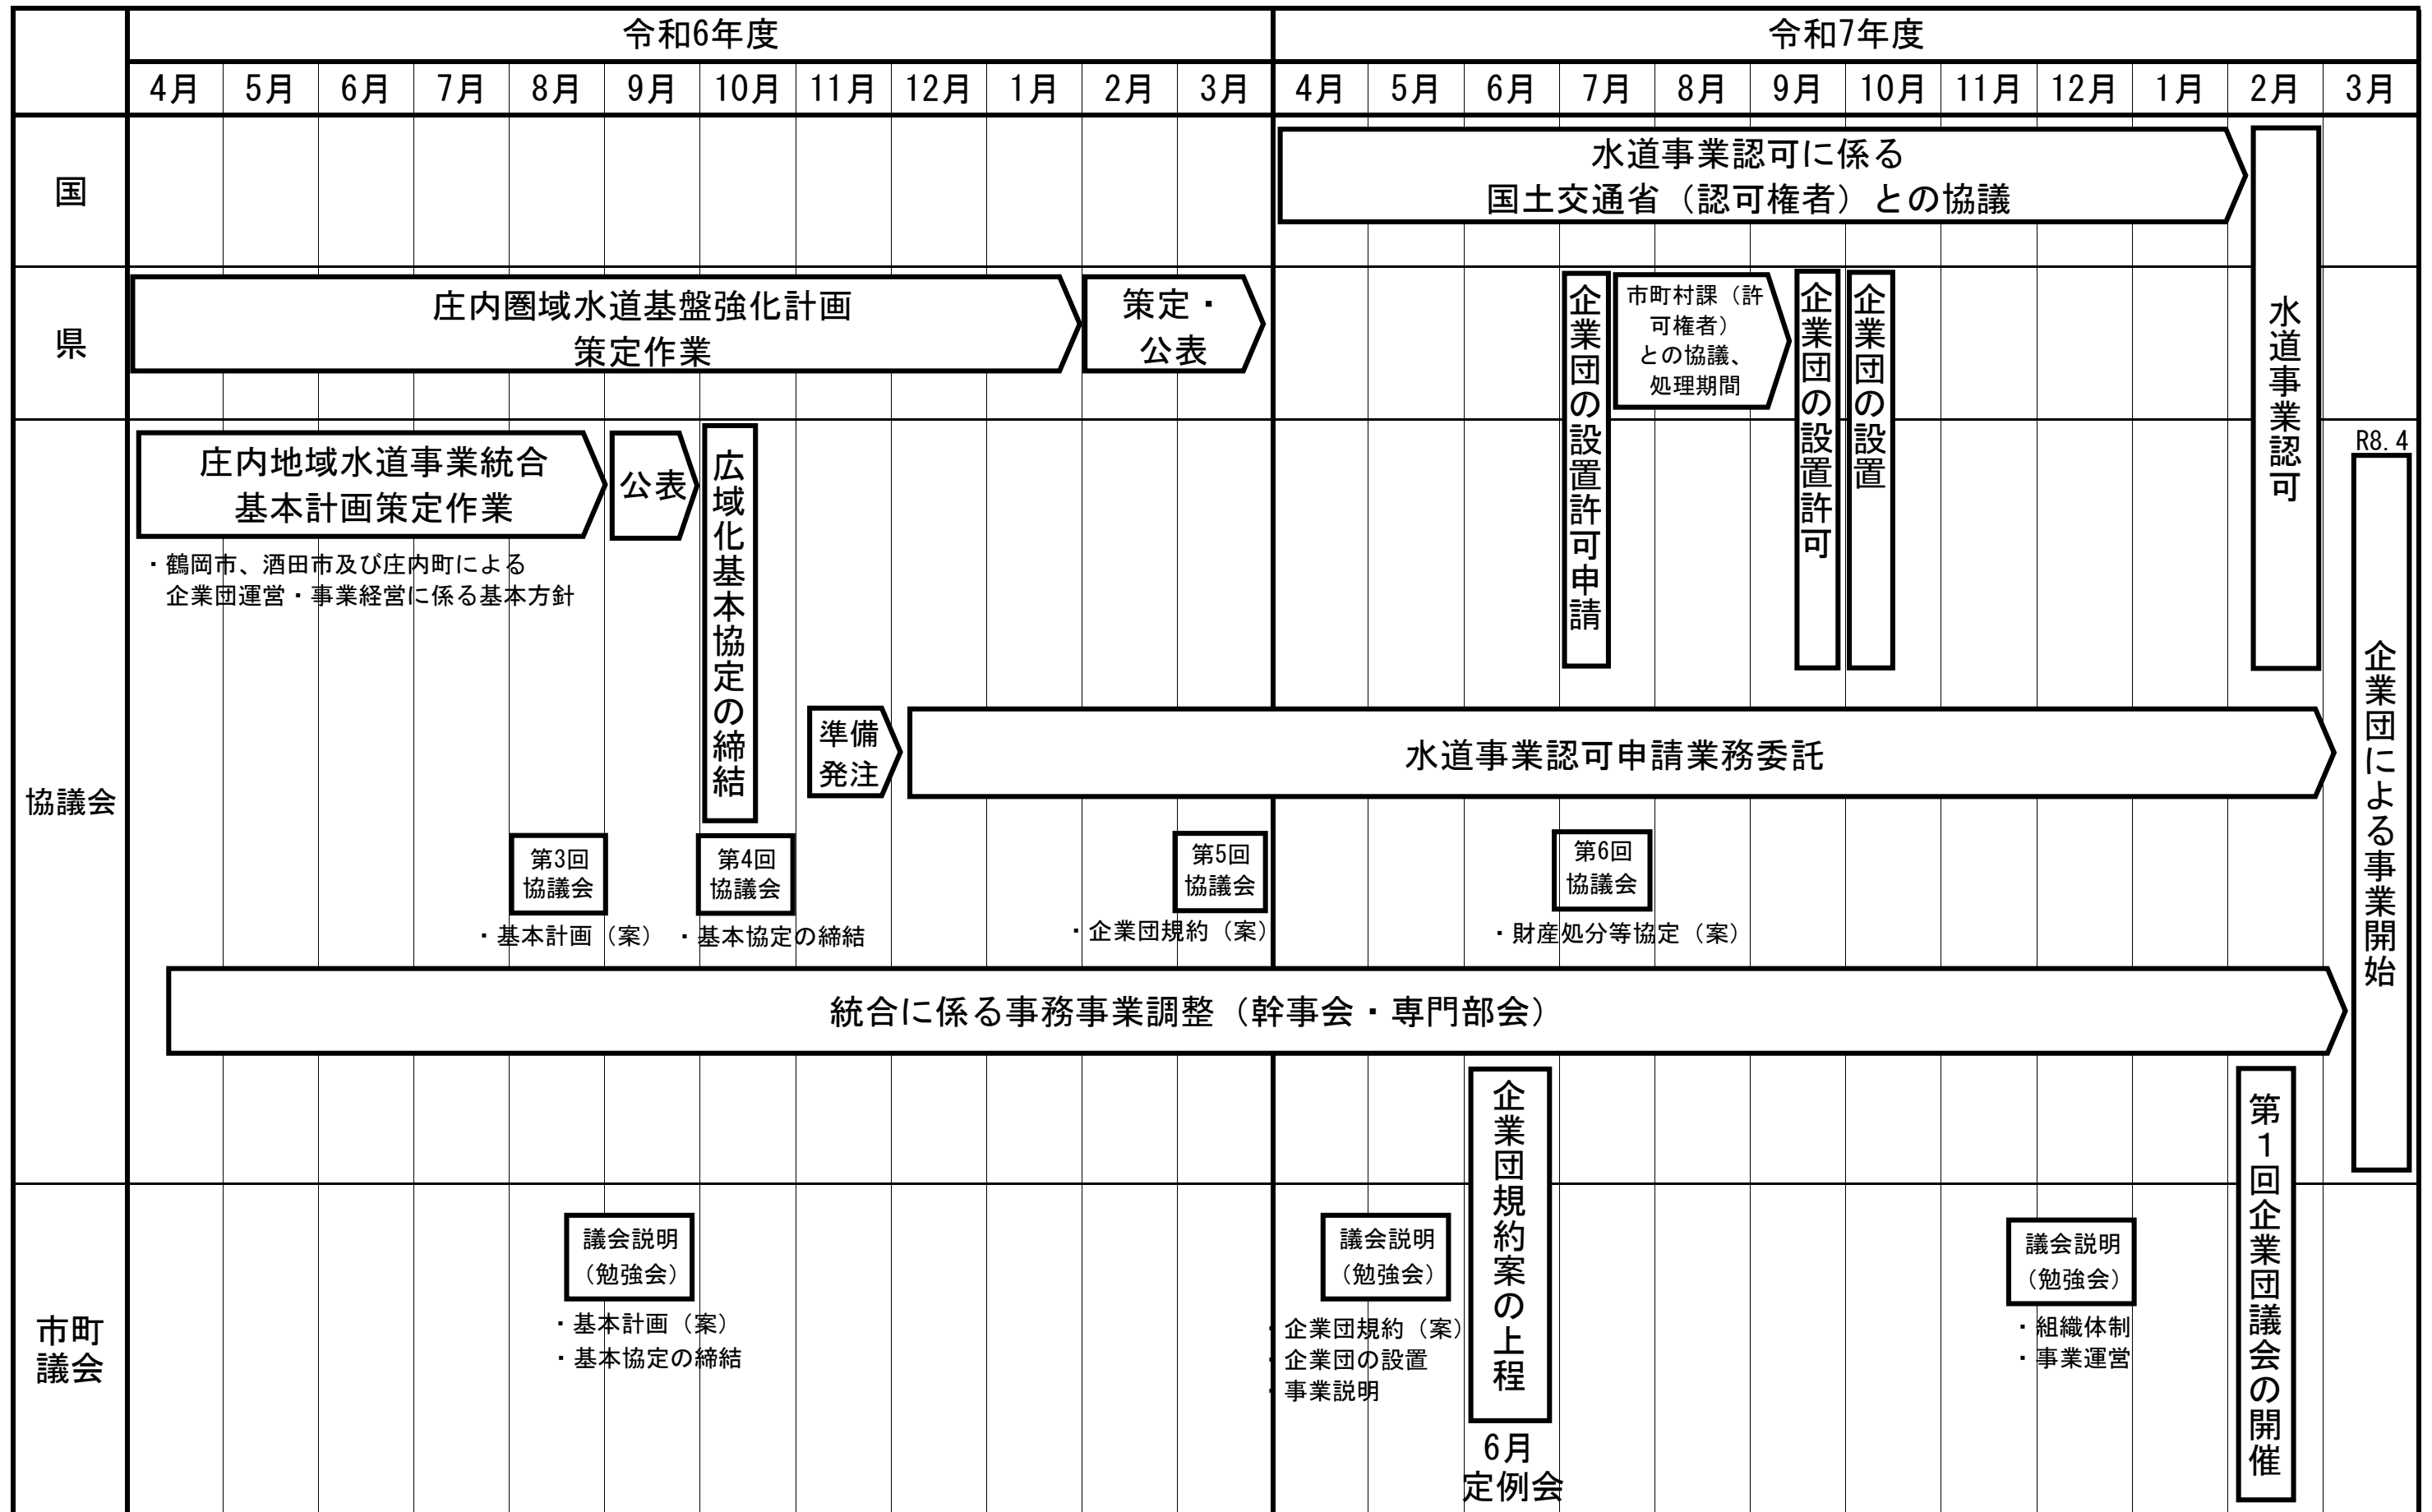 令和6年度
令和7年度
4月 5月 6月 7月 8月 9月 10月 11月 12月 1月 2月 3月 4月 5月 6月 7月 8月 9月 10月 11月 12月 1月 2月 3月
国
水道事業認可に係る
国土交通省（認可権者）との協議
水道事業認可
県
庄内圏域水道基盤強化計画
策定作業
策定・
公表
企業団の設置許可申請
市町村課（許
可権者）
との協議、
処理期間
企業団の設置許可
企業団の設置
協議会
庄内地域水道事業統合
基本計画策定作業
・鶴岡市、酒田市及び庄内町による
企業団運営・事業経営に係る基本方針
公表
広域化基本協定の締結
R8.4
企業団による事業開始
準備
発注
水道事業認可申請業務委託
第3回
協議会
・基本計画（案）
第4回
協議会
・基本協定の締結
第5回
協議会
・企業団規約（案）
第6回
協議会
・財産処分等協定（案）
統合に係る事務事業調整（幹事会・専門部会）
市町
議会
議会説明
（勉強会）
・基本計画（案）
・基本協定の締結
議会説明
（勉強会）
・企業団規約（案）
・企業団の設置
・事業説明
企業団規約案の上程
6月
定例会
議会説明
（勉強会）
・組織体制
・事業運営
第1回企業団議会の開催